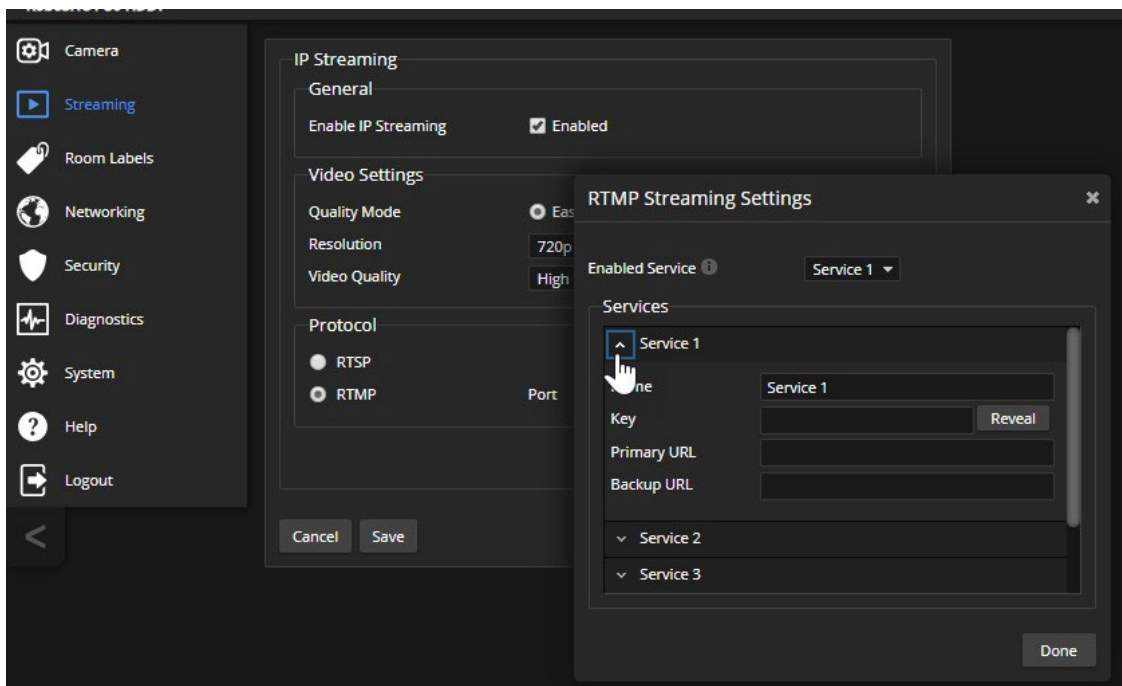 Camera
Streaming
Room Labels
Networking
Security
Diagnostics
System
Help
Logout
IP Streaming
General
Enable IP Streaming Enabled
Video Settings
Quality Mode
Resolution 720p
Video Quality High
Protocol
RTSP
RTMP Port
Cancel Save
RTMP Streaming Settings
Enabled Service Service 1
Services
Service 1
Service 1
Key Reveal
Primary URL
Backup URL
Service 2
Service 3
Done